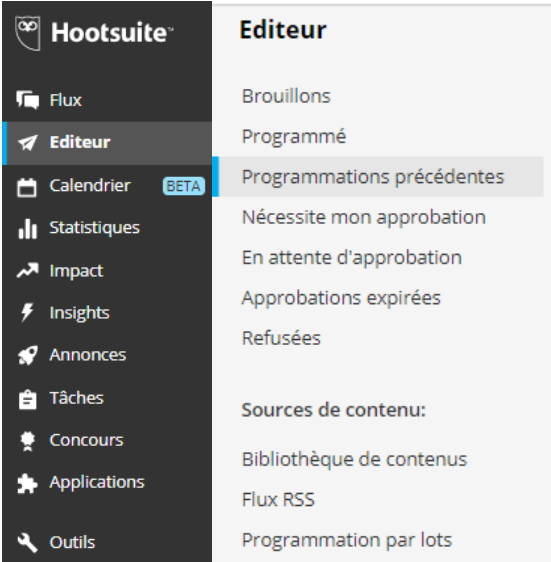 Hootsuite™
Flux
Editeur
Calendrier BETA
Statistiques
Impact
Insights
Annonces
Tâches
Concours
Applications
Outils
Editeur
Brouillons
Programmé
Programmations précédentes
Nécessite mon approbation
En attente d'approbation
Approbations expirées
Refusées
Sources de contenu:
Bibliothèque de contenus
Flux RSS
Programmation par lots